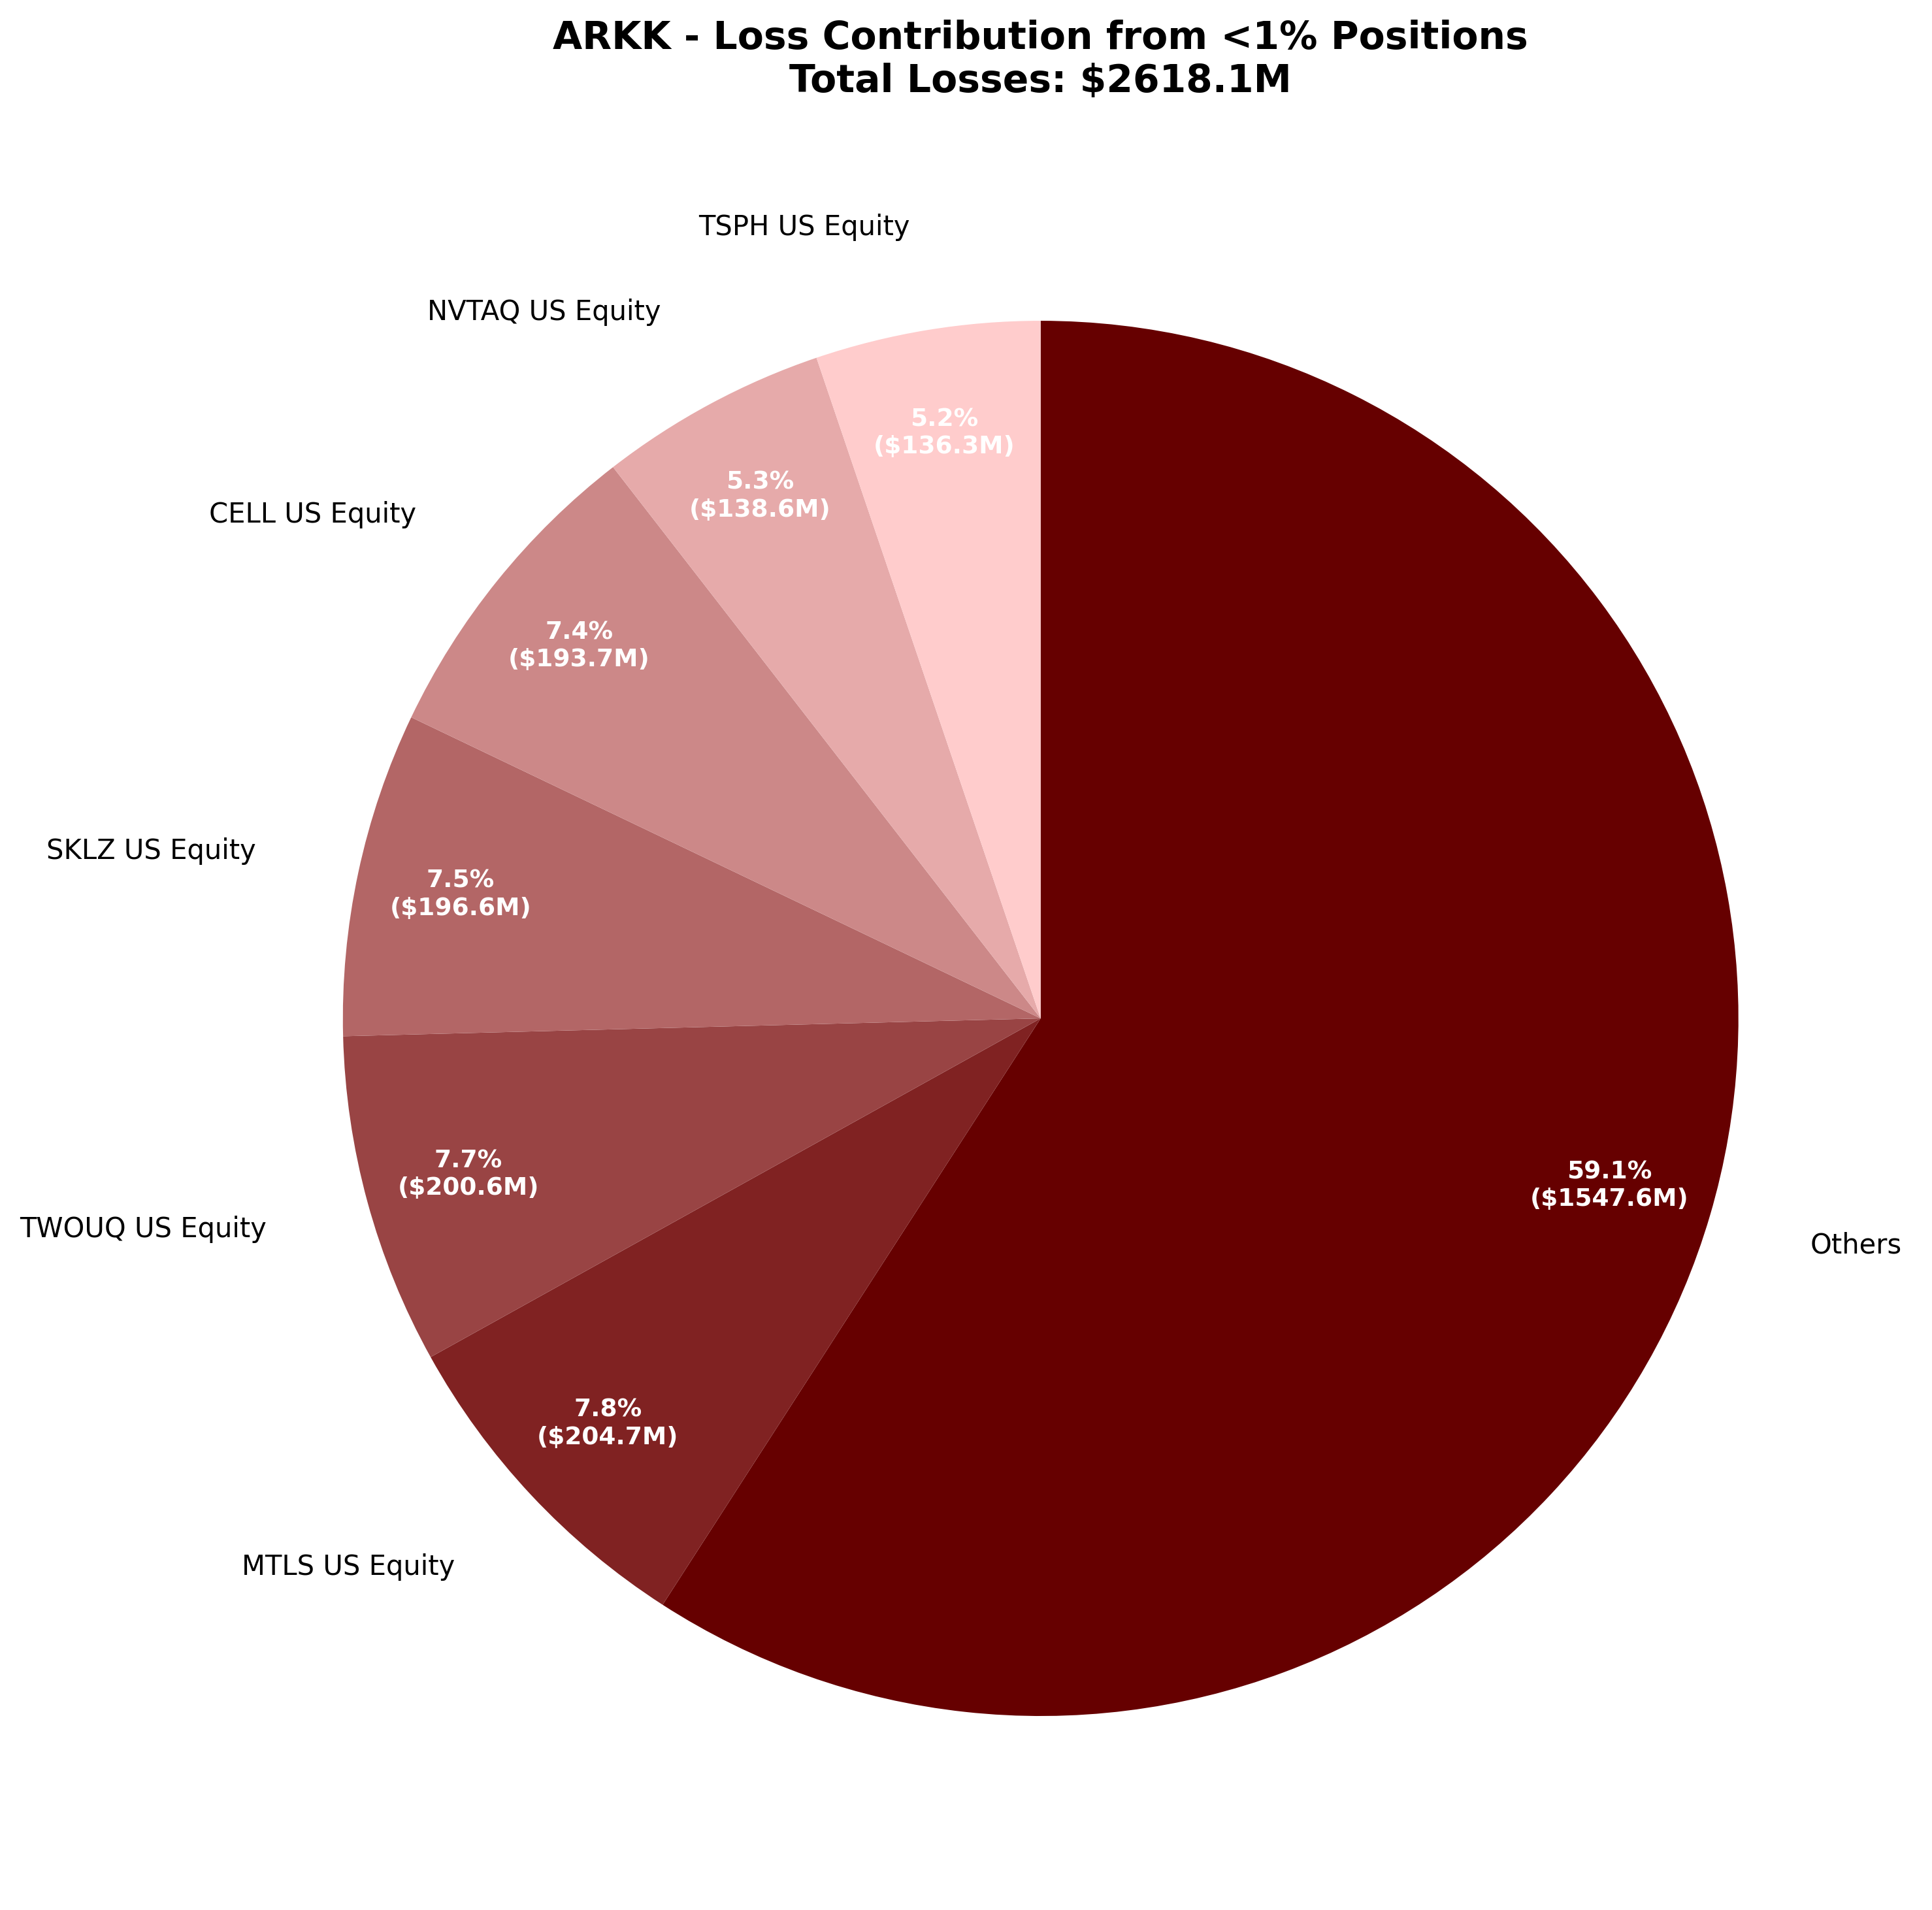 ARKK - Loss Contribution from <1% Positions
Total Losses: $2618.1M
TSPH US Equity
NVTAQ US Equity
5.2%
($136.3M)
5.3%
($138.6M)
CELL US Equity
7.4%
($193.7M)
SKLZ US Equity
7.5%
($196.6M)
7.7%
($200.6M)
TWOUQ US Equity
59.1%
($1547.6M)
Others
7.8%
($204.7M)
MTLS US Equity